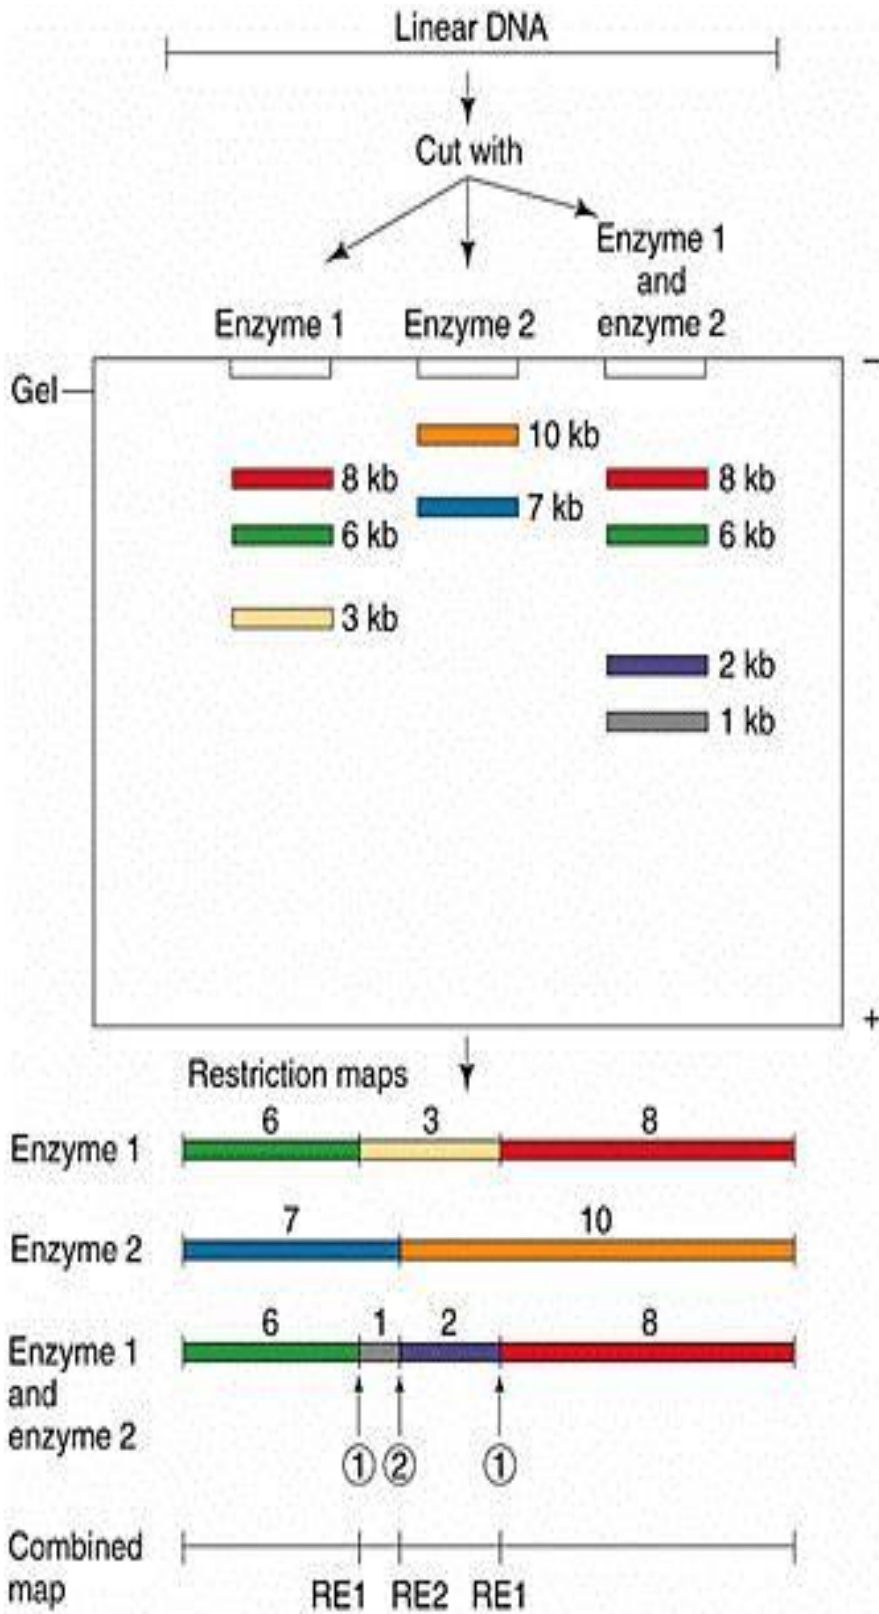 Linear DNA
Cut with
Enzyme 1
and
enzyme 2
Enzyme 1
Enzyme 2
Gel
–
10 kb
8 kb
7 kb
8 kb
6 kb
6 kb
3 kb
2 kb
1 kb
+
Restriction maps
6 3 8
Enzyme 1
7 10
Enzyme 2
6 1 2 8
Enzyme 1
and
enzyme 2
1 2 1
Combined
map
RE1 RE2 RE1